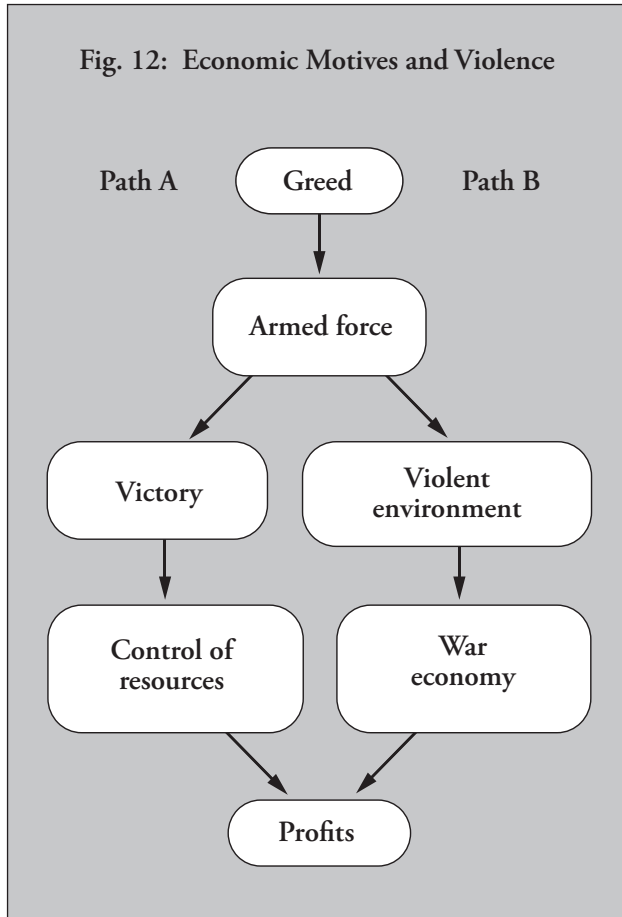 Fig. 12: Economic Motives and Violence
Path A
Greed
Path B
Armed force
Victory
Violent
environment
Control of
resources
War
economy
Profits